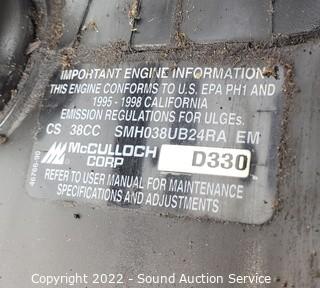 IMPORTANT ENGINE INFORMATION
THIS ENGINE CONFORMS TO U.S. EPA PH1 AND
1995 - 1998 CALIFORNIA
EMISSION REGULATIONS FOR ULGEs.
CS 38CC SMH038UB24RA EM
McCULLOCH
CORP
D330
REFER TO USER MANUAL FOR MAINTENANCE
SPECIFICATIONS AND ADJUSTMENTS
Copyright © 2022 - Sound Auction Service